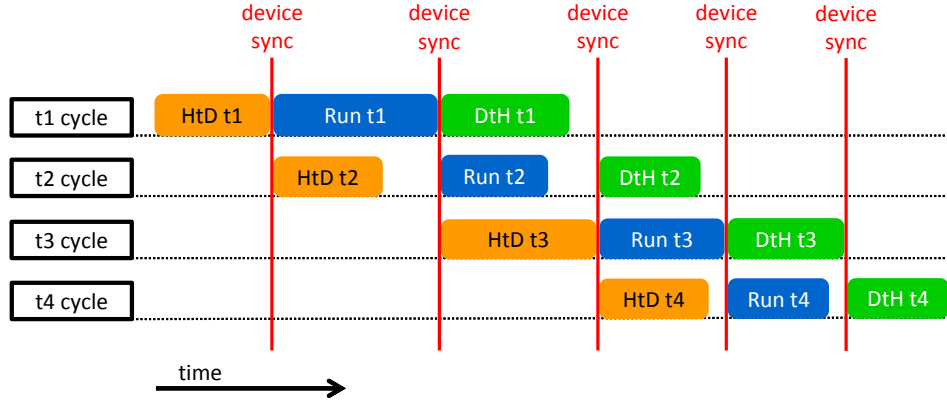 device device device device device
sync sync sync sync sync
t1 cycle HtD t1 Run t1 DtH t1
t2 cycle HtD t2 Run t2 DtH t2
t3 cycle HtD t3 Run t3 DtH t3
t4 cycle HtD t4 Run t4 DtH t4
time